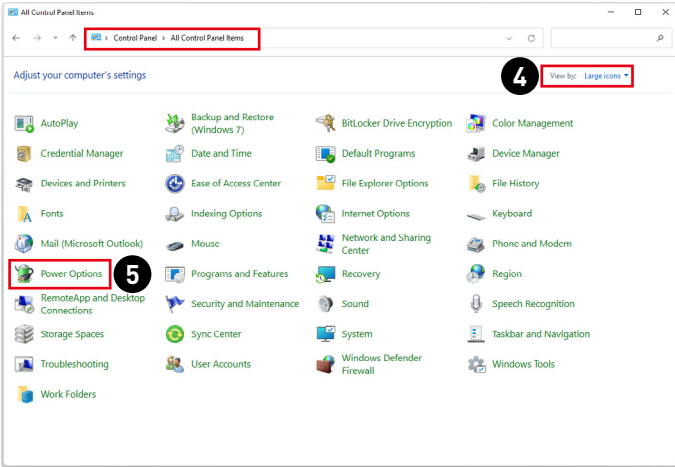 All Control Panel Items
Control Panel > All Control Panel Items
Adjust your computer's settings
4
View by: Large icons
AutoPlay
Backup and Restore
(Windows 7)
BitLocker Drive Encryption
Color Management
Credential Manager
Date and Time
Default Programs
Device Manager
Devices and Printers
Ease of Access Center
File Explorer Options
File History
Fonts
Indexing Options
Internet Options
Keyboard
Mail (Microsoft Outlook)
Mouse
Network and Sharing
Center
Phone and Modem
Power Options
5
Programs and Features
Recovery
Region
RemoteApp and Desktop
Connections
Security and Maintenance
Sound
Speech Recognition
Storage Spaces
Sync Center
System
Taskbar and Navigation
Troubleshooting
User Accounts
Windows Defender
Firewall
Windows Tools
Work Folders